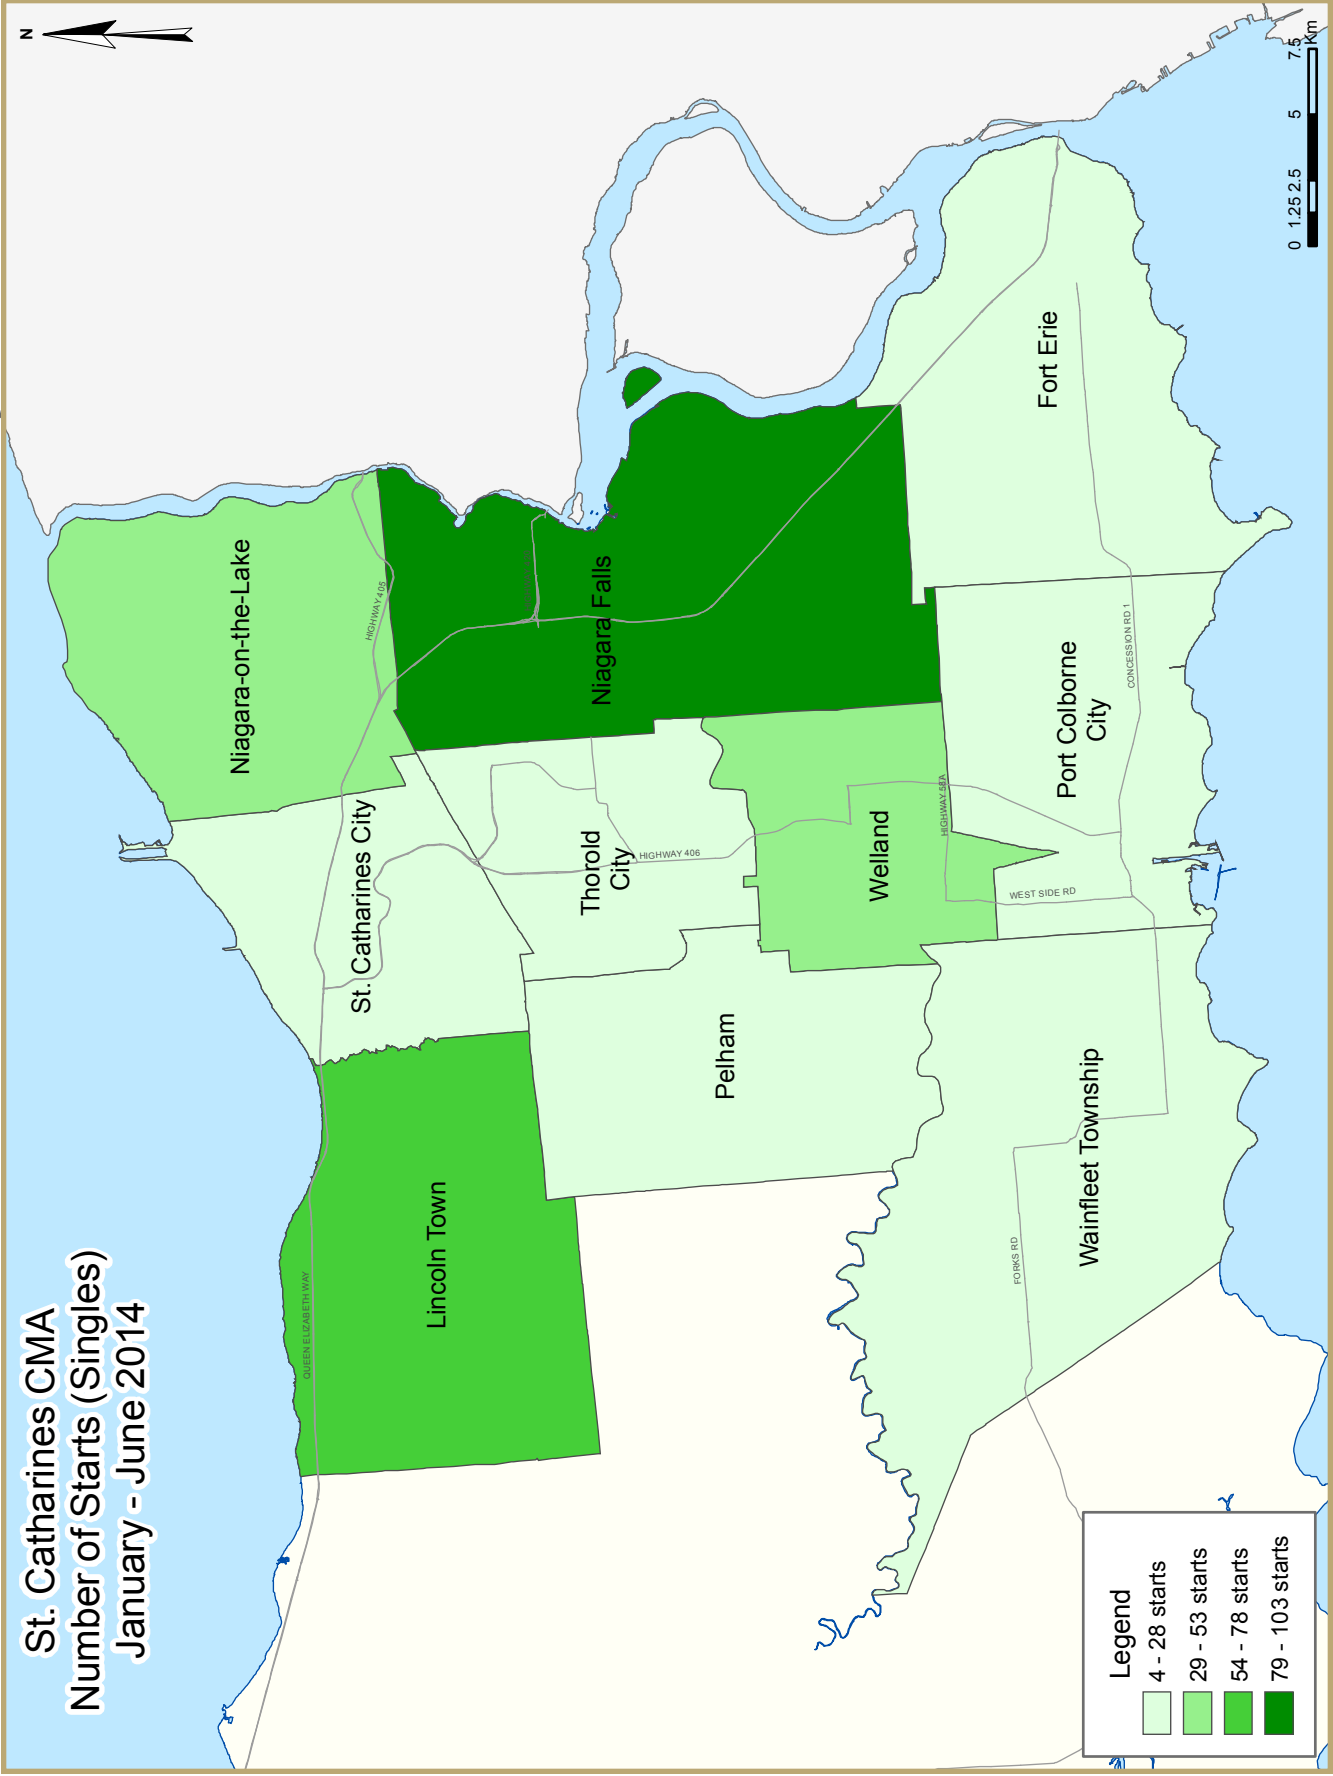 St. Catharines CMA
Number of Starts (Singles)
January - June 2014
N
Niagara-on-the-Lake
HIGHWAY 405
St. Catharines City
QUEEN ELIZABETH WAY
Lincoln Town
Niagara Falls
Thorold
City
HIGHWAY 406
Pelham
Welland
HIGHWAY 58A
WEST SIDE RD
Fort Erie
Port Colborne
City
CONCESSION RD 1
Wainfleet Township
FORKS RD
Legend
4 - 28 starts
29 - 53 starts
54 - 78 starts
79 - 103 starts
0 1.25 2.5 5 7.5
Km